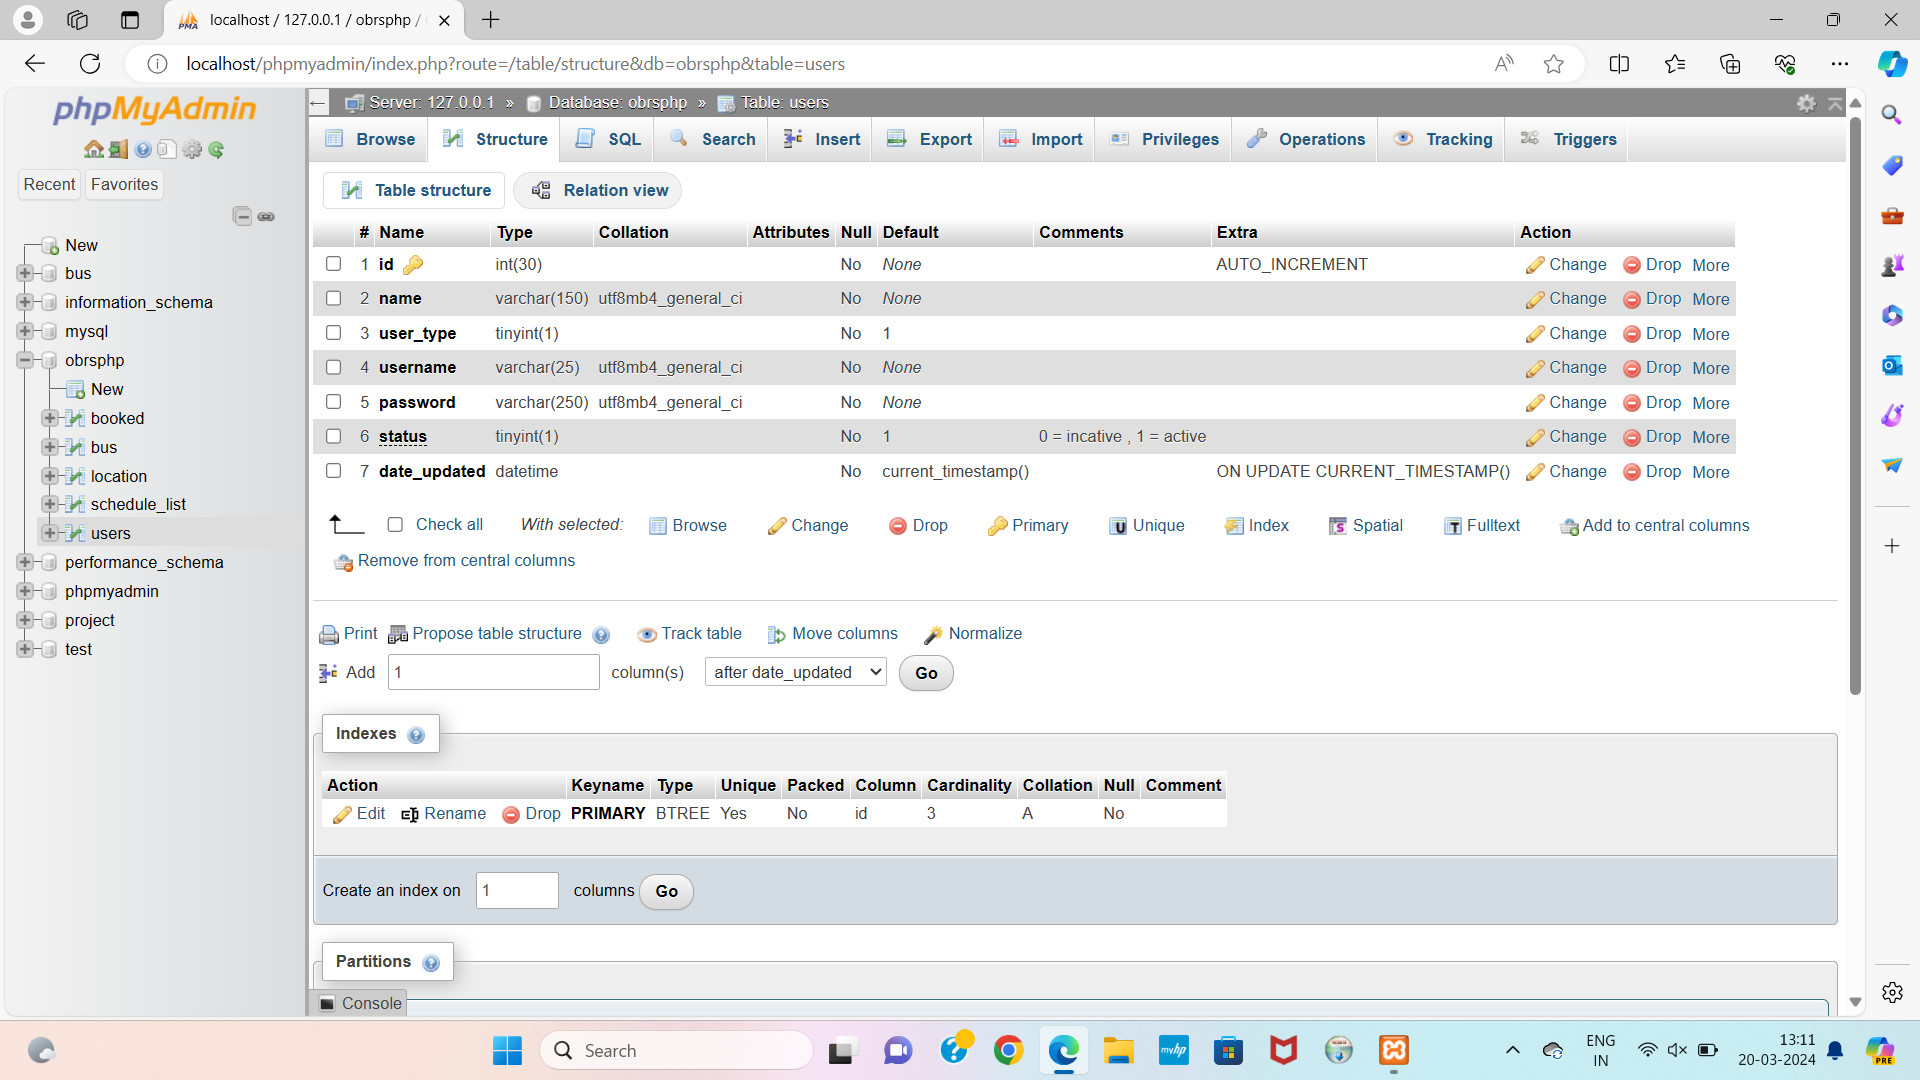 localhost / 127.0.0.1 / obrsphp /
localhost/phpmyadmin/index.php?route=/table/structure&db=obrsphp&table=users
phpMyAdmin
Recent Favorites
New
bus
information_schema
mysql
obrsphp
New
booked
bus
location
schedule_list
users
performance_schema
phpmyadmin
project
test
Server: 127.0.0.1 » Database: obrsphp » Table: users
Browse Structure SQL Search Insert Export Import Privileges Operations Tracking Triggers
Table structure Relation view
# Name Type Collation Attributes Null Default Comments Extra Action
1 id int(30) No None AUTO_INCREMENT Change Drop More
2 name varchar(150) utf8mb4_general_ci No None Change Drop More
3 user_type tinyint(1) No 1 Change Drop More
4 username varchar(25) utf8mb4_general_ci No None Change Drop More
5 password varchar(250) utf8mb4_general_ci No None Change Drop More
6 status tinyint(1) No 1 0 = incative , 1 = active Change Drop More
7 date_updated datetime No current_timestamp() ON UPDATE CURRENT_TIMESTAMP() Change Drop More
Check all With selected: Browse Change Drop Primary Unique Index Spatial Fulltext Add to central columns
Remove from central columns
Print Propose table structure Track table Move columns Normalize
Add 1 column(s) after date_updated Go
Indexes
Action Keyname Type Unique Packed Column Cardinality Collation Null Comment
Edit Rename Drop PRIMARY BTREE Yes No id 3 A No
Create an index on 1 columns Go
Partitions
Console
Search
myhp
ENG
IN
13:11
20-03-2024
PRE